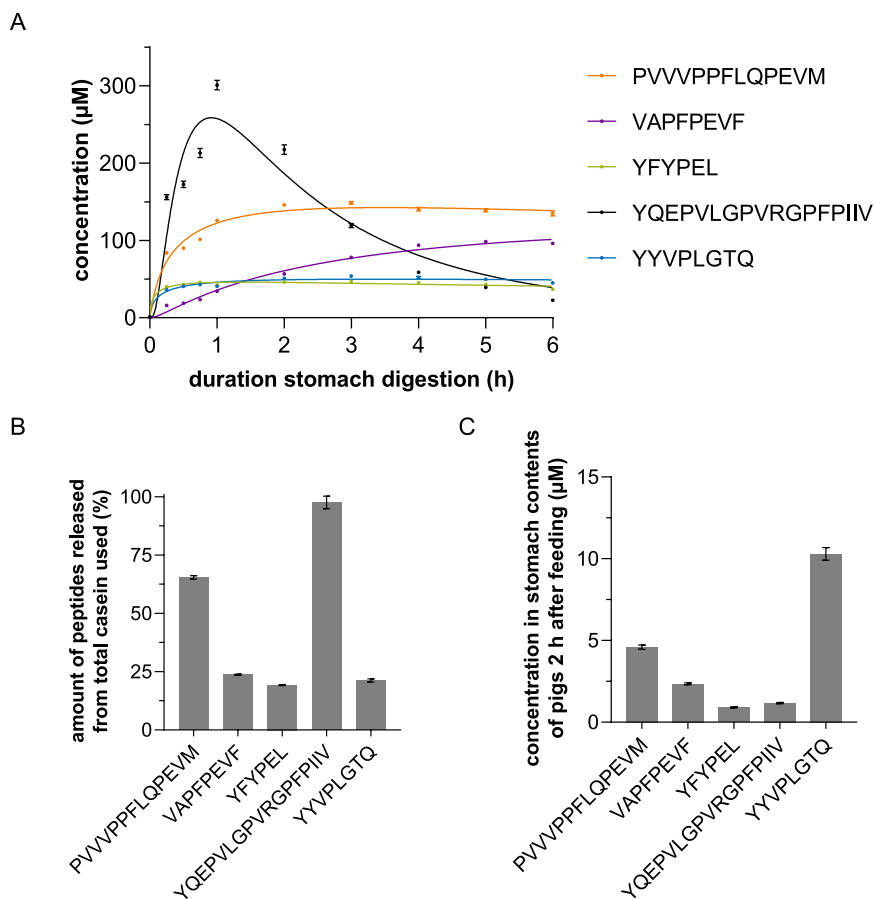 A
concentration (µM)
300
200
100
0
0 1 2 3 4 5 6
duration stomach digestion (h)
PVVVPPFLQPEVM
VAPFPEVF
YFYPEL
YQEPVLGPVRGPFPIIV
YYVPLGTQ
B
amount of peptides released
from total casein used (%)
100
75
50
25
0
PVVVPPFLQPEVM
VAPFPEVF
YFYPEL
YQEPVLGPVRGPFPIIV
YYVPLGTQ
C
concentration in stomach contents
of pigs 2 h after feeding (µM)
15
10
5
0
PVVVPPFLQPEVM
VAPFPEVF
YFYPEL
YQEPVLGPVRGPFPIIV
YYVPLGTQ